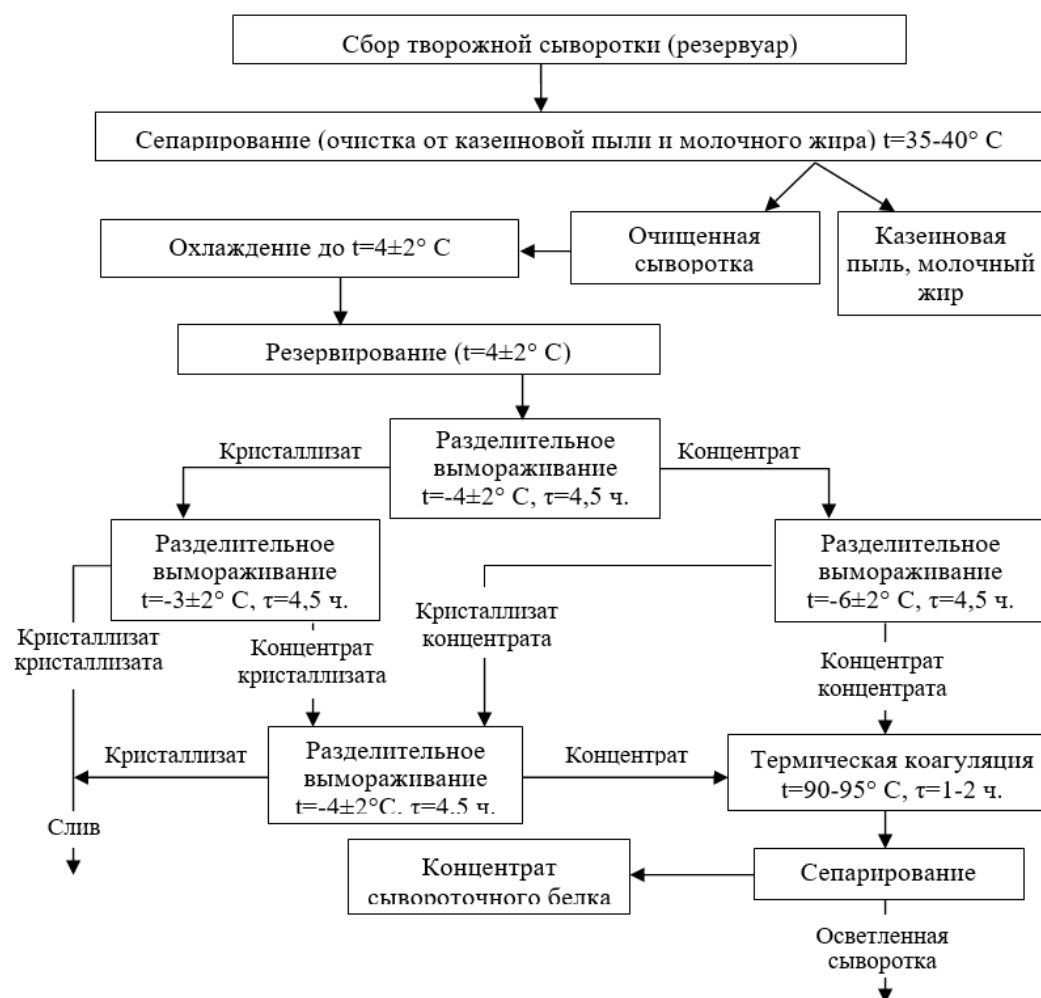 Сбор творожной сыворотки (резервуар)
Сепарирование (очистка от казеиновой пыли и молочного жира) t=35-40° С
Очищенная
сыворотка
Казеиновая
пыль, молочный
жир
Охлаждение до t=4±2° С
Резервирование (t=4±2° С)
Разделительное
вымораживание
t=-4±2° С, τ=4,5 ч.
Кристаллизат
Концентрат
Разделительное
вымораживание
t=-3±2° С, τ=4,5 ч.
Разделительное
вымораживание
t=-6±2° С, τ=4,5 ч.
Кристаллизат
кристаллизата
Концентрат
кристаллизата
Кристаллизат
концентрата
Концентрат
концентрата
Кристаллизат
Разделительное
вымораживание
t=-4±2°С, τ=4,5 ч.
Концентрат
Термическая коагуляция
t=90-95° С, τ=1-2 ч.
Слив
Концентрат
сывороточного белка
Сепарирование
Осветленная
сыворотка